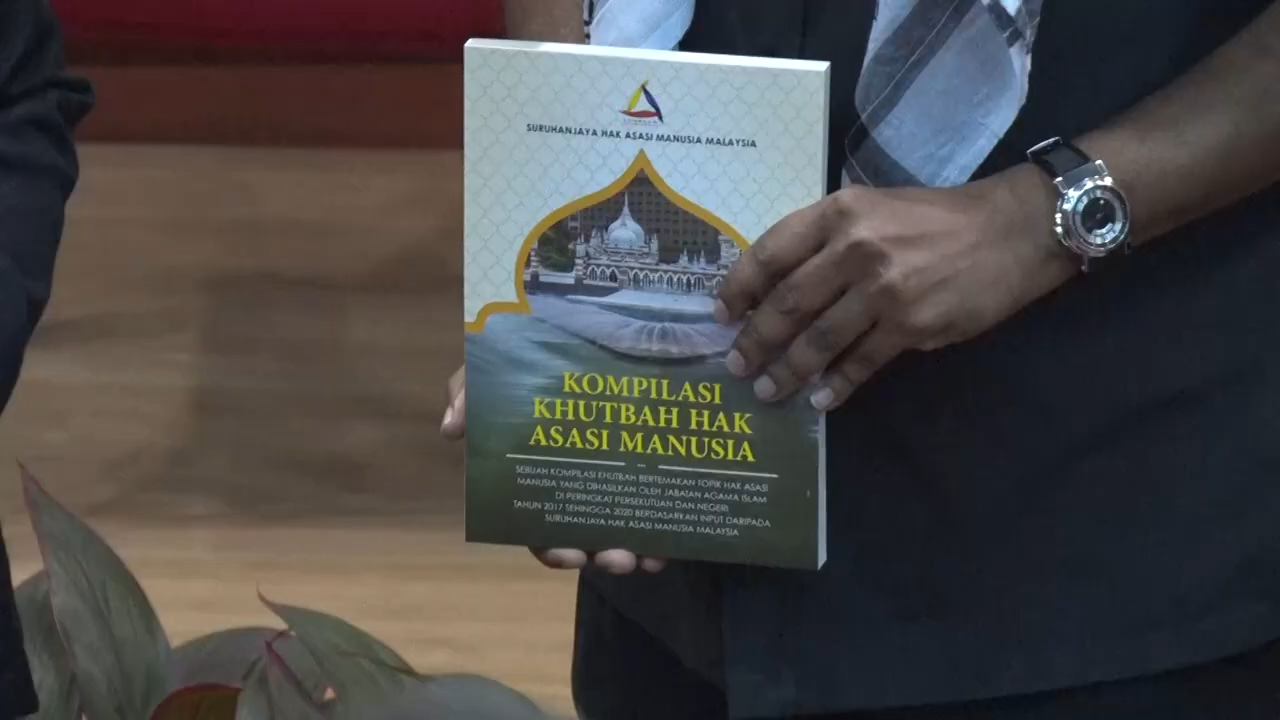 SURUHANJAYA HAK ASASI MANUSIA MALAYSIA
KOMPILASI
KHUTBAH HAK
ASASI MANUSIA
SEBUAH KOMPILASI KHUTBAH BERTEMAKAN TOPIK HAK ASASI
MANUSIA YANG DIHASILKAN OLEH JABATAN AGAMA ISLAM
DI PERINGKAT PERSEKUTUAN DAN NEGERI
TAHUN 2017 SEHINGGA 2020 BERDASARKAN INPUT DARIPADA
SURUHANJAYA HAK ASASI MANUSIA MALAYSIA